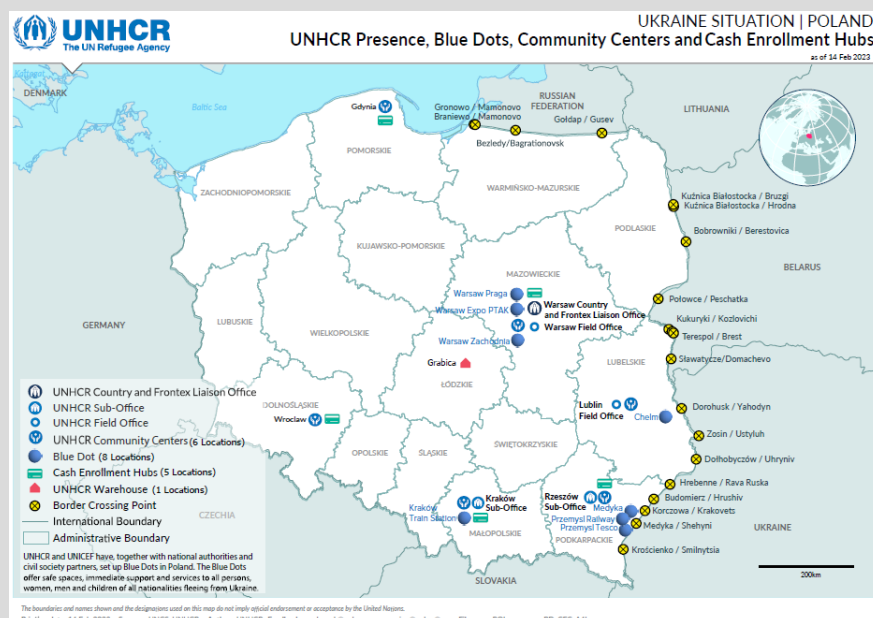 UNHCR
The UN Refugee Agency
UKRAINE SITUATION | POLAND
UNHCR Presence, Blue Dots, Community Centers and Cash Enrollment Hubs
as of 14 Feb 2023
DENMARK
Baltic Sea
RUSSIAN
FEDERATION
LITHUANIA
Gdynia
Gronowo / Mamonovo
Braniewo / Mamonovo
Gołdap / Gusev
Bezledy/Bagrationovsk
POMORSKIE
ZACHODNIOPOMORSKIE
WARMIŃSKO-MAZURSKIE
Kuźnica Białostocka / Bruzgi
Kuźnica Białostocka / Hrodna
PODLASKIE
Bobrowniki / Berestovica
KUJAWSKO-POMORSKIE
BELARUS
MAZOWIECKIE
Warsaw Praga
Połowce / Peschatka
Warsaw Expo PTAK
Warsaw Country
and Frontex Liaison Office
Warsaw Field Office
Kukuryki / Kozlovichi
Terespol / Brest
GERMANY
LUBUSKIE
WIELKOPOLSKIE
Warsaw Zachodnia
Grabica
LUBELSKIE
Sławatycze/Domachevo
ŁÓDZKIE
UNHCR Country and Frontex Liaison Office
UNHCR Sub-Office
UNHCR Field Office
UNHCR Community Centers (6 Locations)
Blue Dot (8 Locations)
Cash Enrollment Hubs (5 Locations)
UNHCR Warehouse (1 Locations)
Border Crossing Point
International Boundary
Administrative Boundary
UNHCR and UNICEF have, together with national authorities and
civil society partners, set up Blue Dots in Poland. The Blue Dots
offer safe spaces, immediate support and services to all persons,
women, men and children of all nationalities fleeing from Ukraine.
DOLNOŚLĄSKIE
Wrocław
Lublin
Field Office
Chełm
Dorohusk / Yahodyn
Zosin / Ustyluh
OPOLSKIE
ŚLĄSKIE
ŚWIĘTOKRZYSKIE
Dołhobyczów / Uhryniv
Hrebenne / Rava Ruska
Budomierz / Hrushiv
Korczowa / Krakovets
Medyka / Shehyni
Krościenko / Smilnytsia
CZECHIA
Kraków
Train Station
Kraków
Sub-Office
MAŁOPOLSKIE
Rzeszów
Sub-Office
Medyka
Przemysl Railway
Przemysl Tesco
PODKARPACKIE
UKRAINE
SLOVAKIA
200km
The boundaries and names shown and the designations used on this map do not imply official endorsement or acceptance by the United Nations.